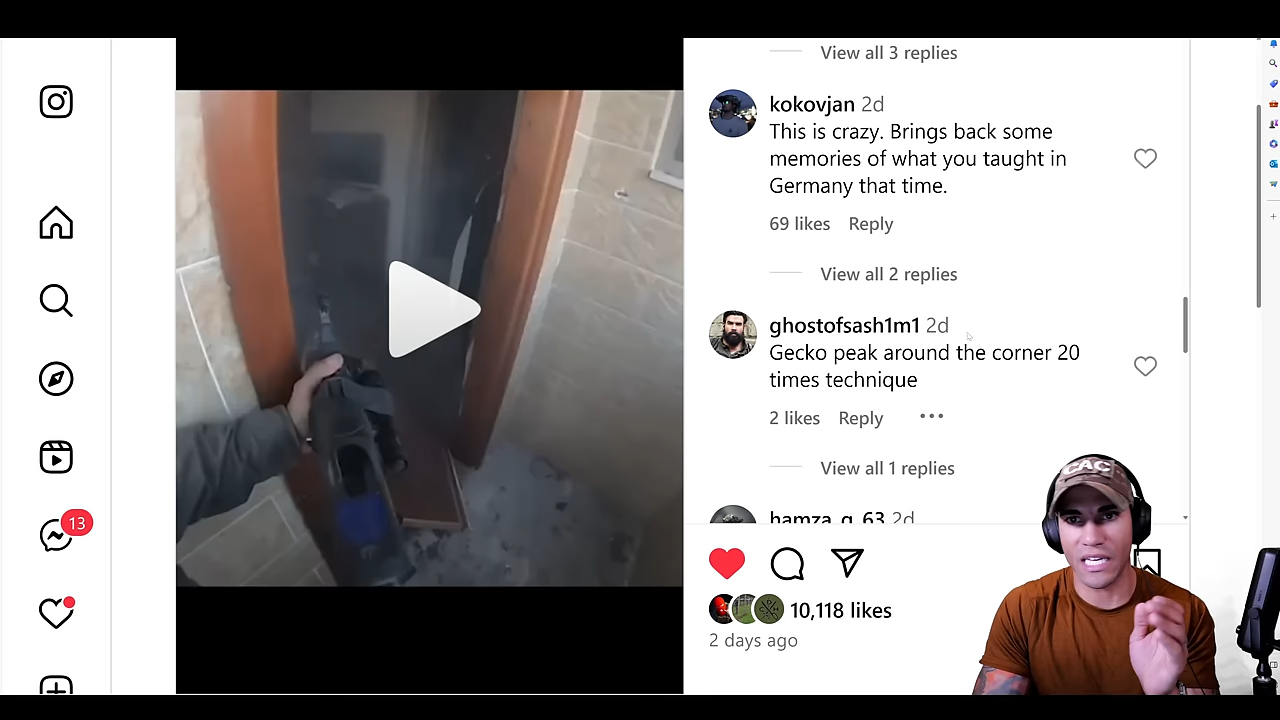 View all 3 replies
kokovjan 2d
This is crazy. Brings back some
memories of what you taught in
Germany that time.
69 likes Reply
View all 2 replies
ghostofsash1m1 2d
Gecko peak around the corner 20
times technique
2 likes Reply •••
View all 1 replies
hamza_q_63 2d
13
CAC
10,118 likes
2 days ago